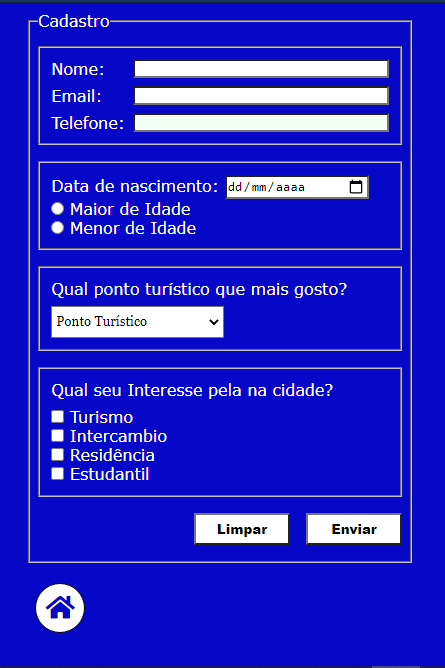 Cadastro
Nome:
Email:
Telefone:
Data de nascimento: dd/mm/aaaa
Maior de Idade
Menor de Idade
Qual ponto turístico que mais gosto?
Ponto Turístico
Qual seu Interesse pela na cidade?
Turismo
Intercambio
Residência
Estudantil
Limpar Enviar